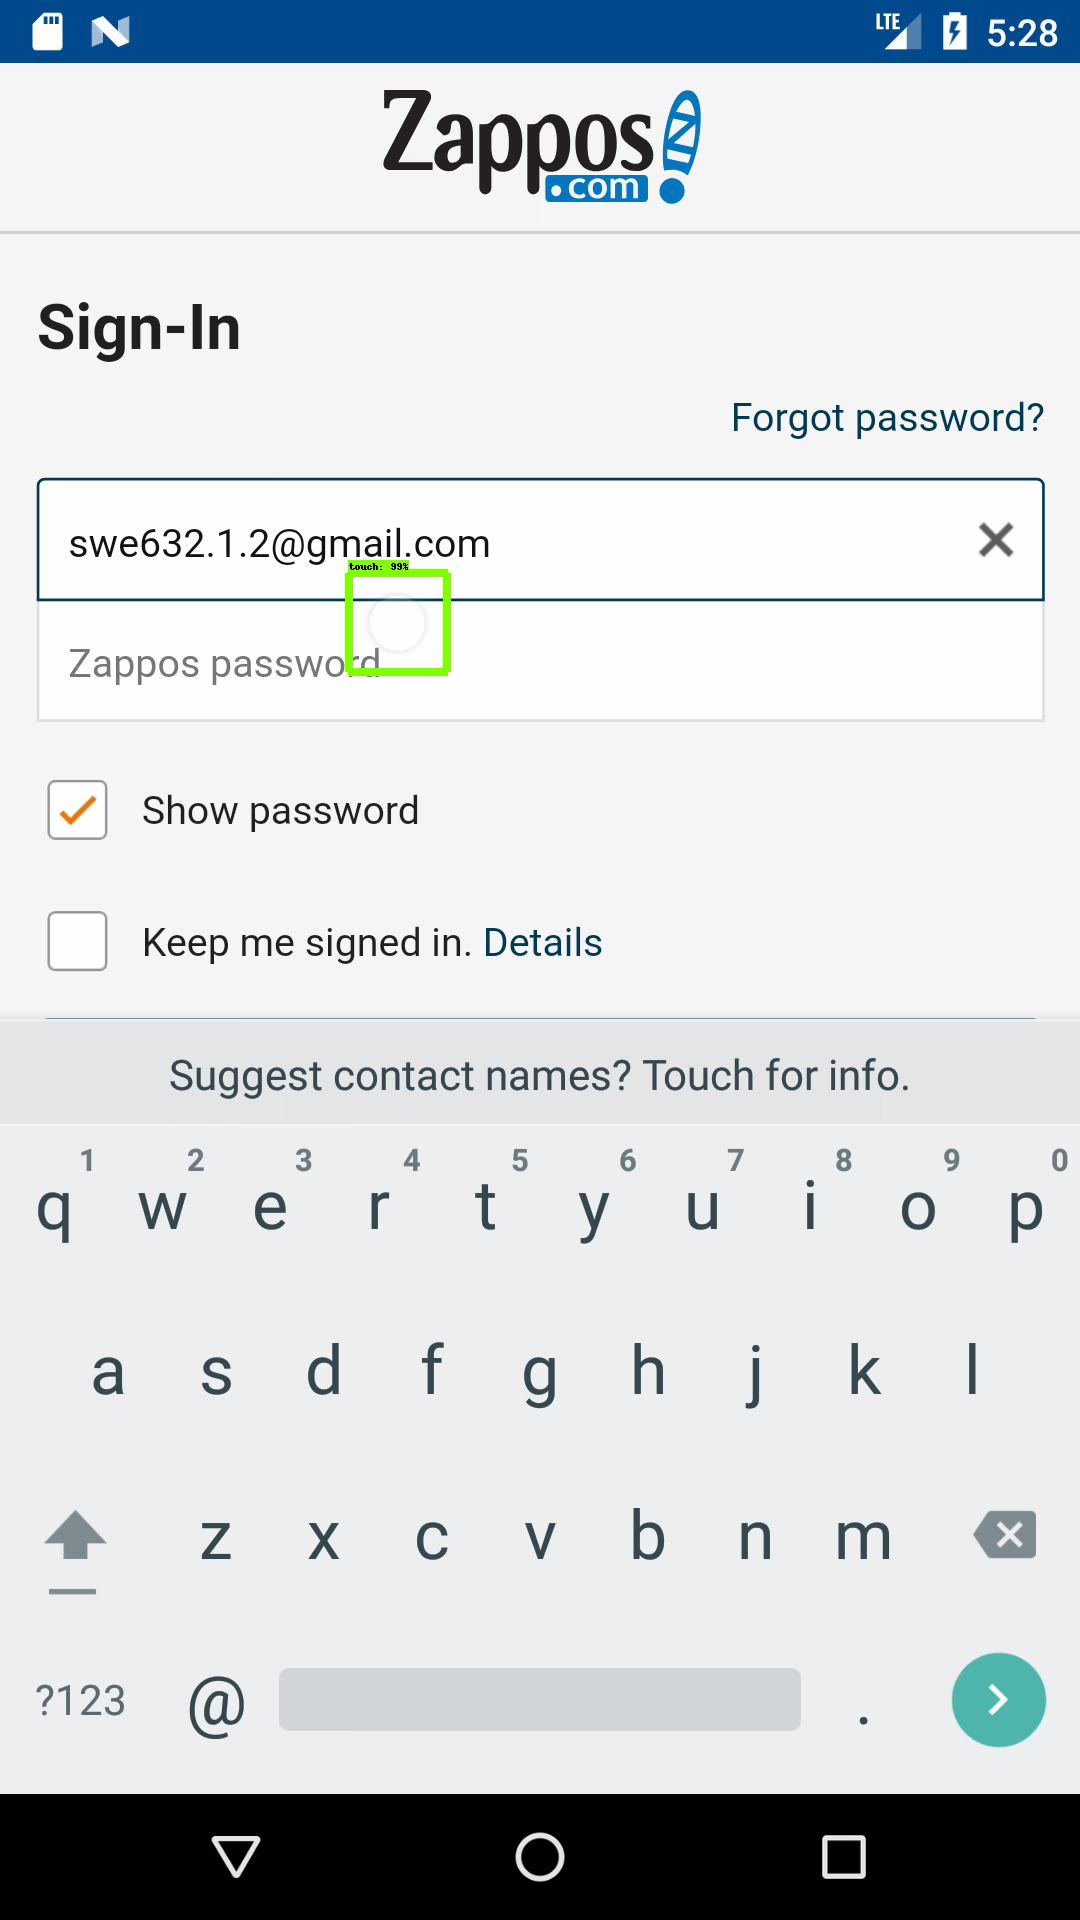 LTE 5:28
Zappos
.com
Sign-In
Forgot password?
swe632.1.2@gmail.com
touch: 99%
Zappos password
Show password
Keep me signed in. Details
Suggest contact names? Touch for info.
1 2 3 4 5 6 7 8 9 0
q w e r t y u i o p
a s d f g h j k l
z x c v b n m
?123 @ .